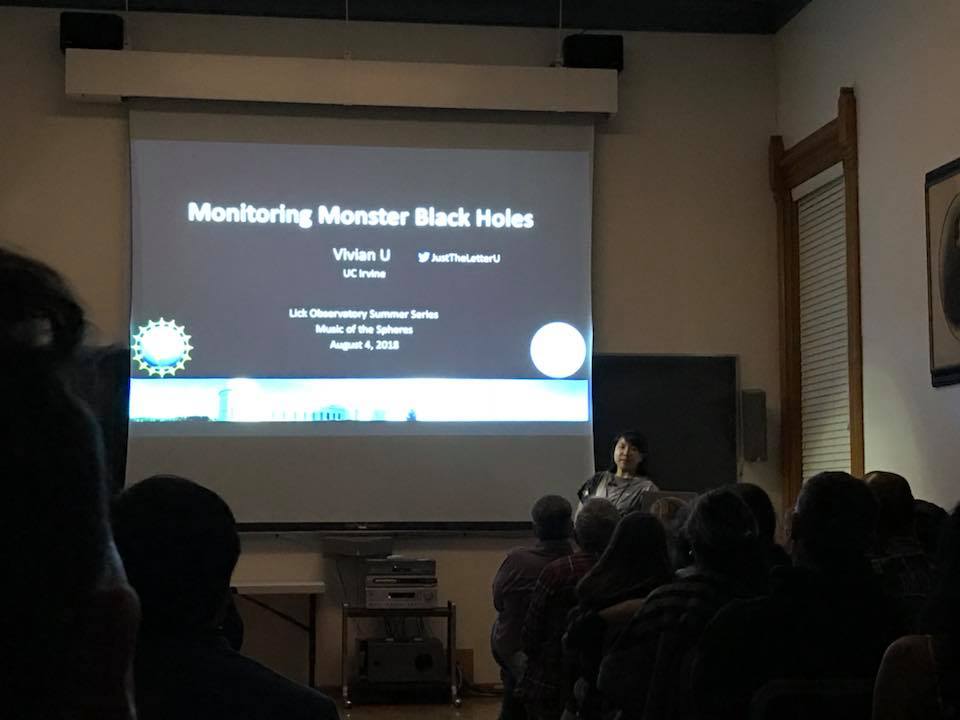 Monitoring Monster Black Holes
Vivian U JustTheLetterU
UC Irvine
Lick Observatory Summer Series
Music of the Spheres
August 4, 2018